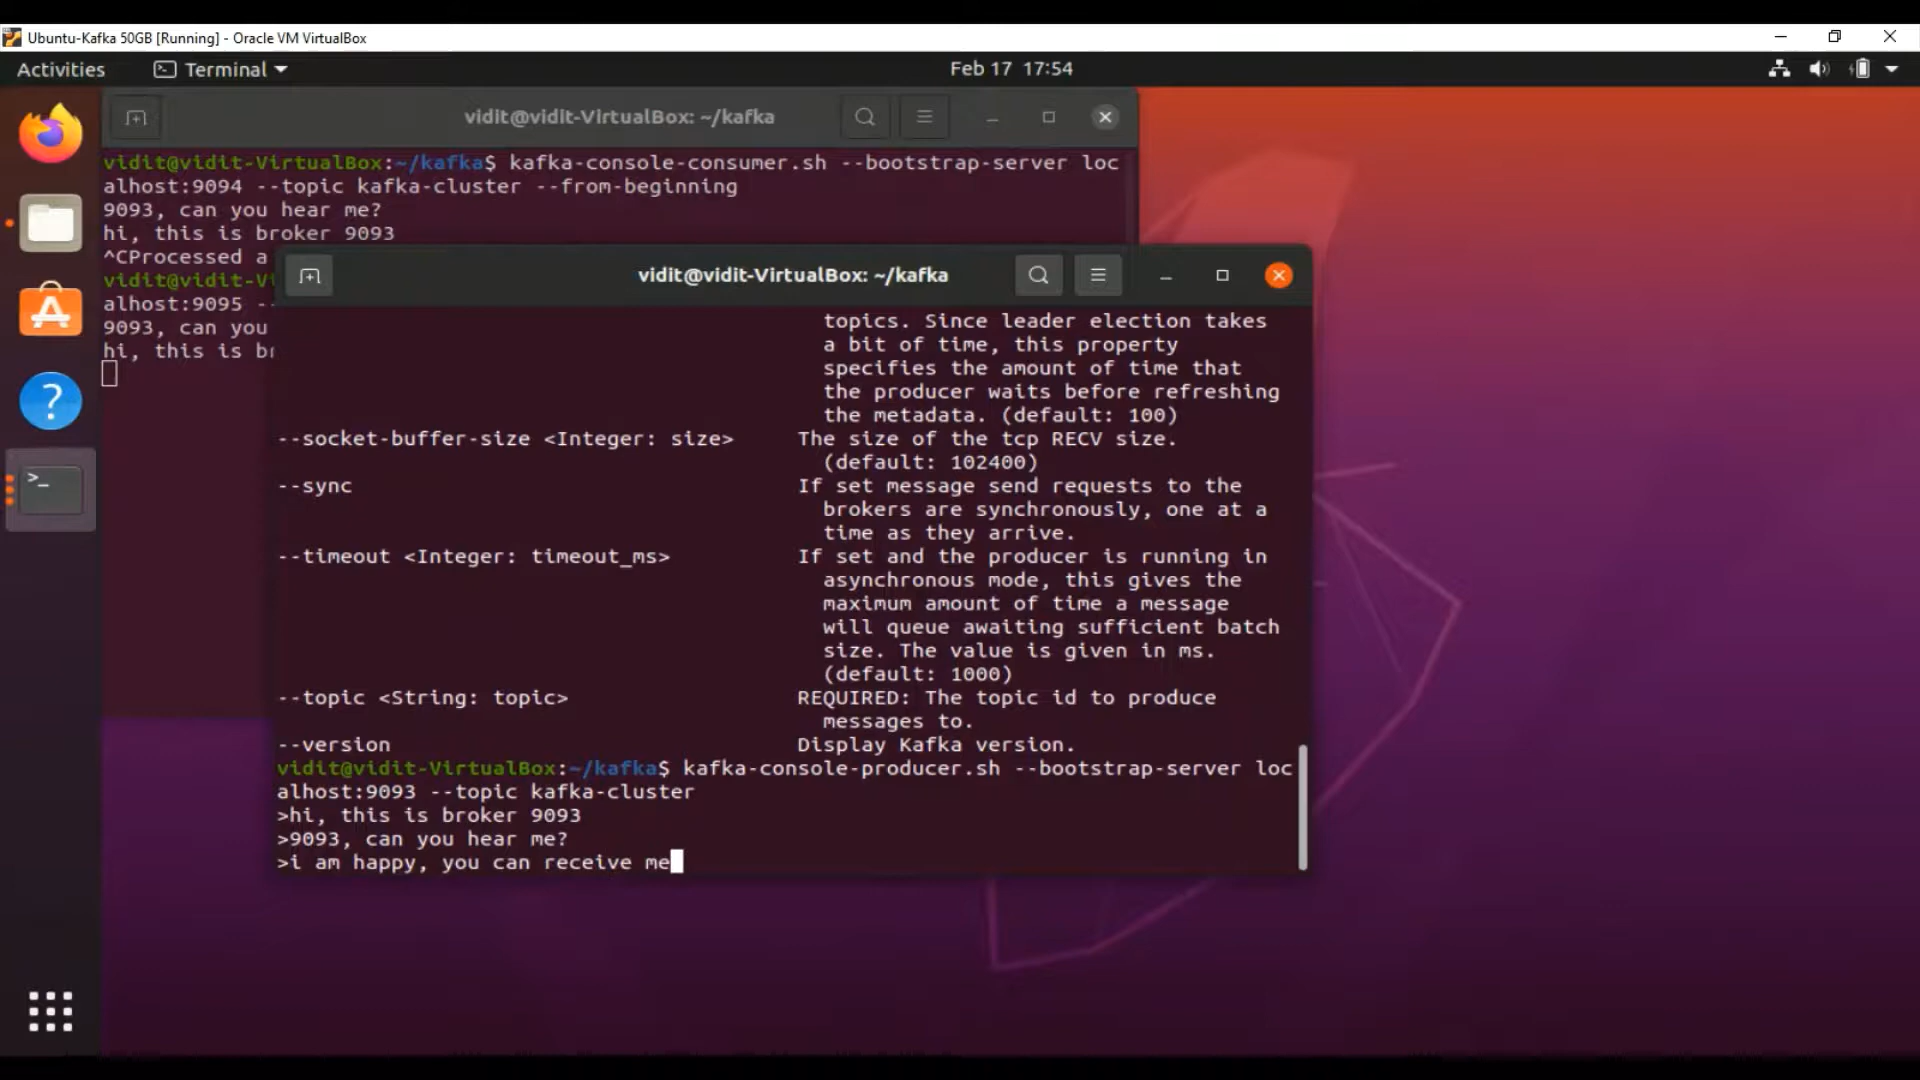 Ubuntu-Kafka 50GB [Running] - Oracle VM VirtualBox
Activities
Terminal
Feb 17 17:54
vidit@vidit-VirtualBox: ~/kafka
vidit@vidit-VirtualBox:~/kafka$ kafka-console-consumer.sh --bootstrap-server loc
alhost:9094 --topic kafka-cluster --from-beginning
9093, can you hear me?
hi, this is broker 9093
^CProcessed a
vidit@vidit-V
alhost:9095 --
9093, can you
hi, this is br
vidit@vidit-VirtualBox: ~/kafka
topics. Since leader election takes
a bit of time, this property
specifies the amount of time that
the producer waits before refreshing
the metadata. (default: 100)
--socket-buffer-size <Integer: size> The size of the tcp RECV size.
(default: 102400)
--sync If set message send requests to the
brokers are synchronously, one at a
time as they arrive.
--timeout <Integer: timeout_ms> If set and the producer is running in
asynchronous mode, this gives the
maximum amount of time a message
will queue awaiting sufficient batch
size. The value is given in ms.
(default: 1000)
--topic <String: topic> REQUIRED: The topic id to produce
messages to.
--version Display Kafka version.
vidit@vidit-VirtualBox:~/kafka$ kafka-console-producer.sh --bootstrap-server loc
alhost:9093 --topic kafka-cluster
>hi, this is broker 9093
>9093, can you hear me?
>i am happy, you can receive me